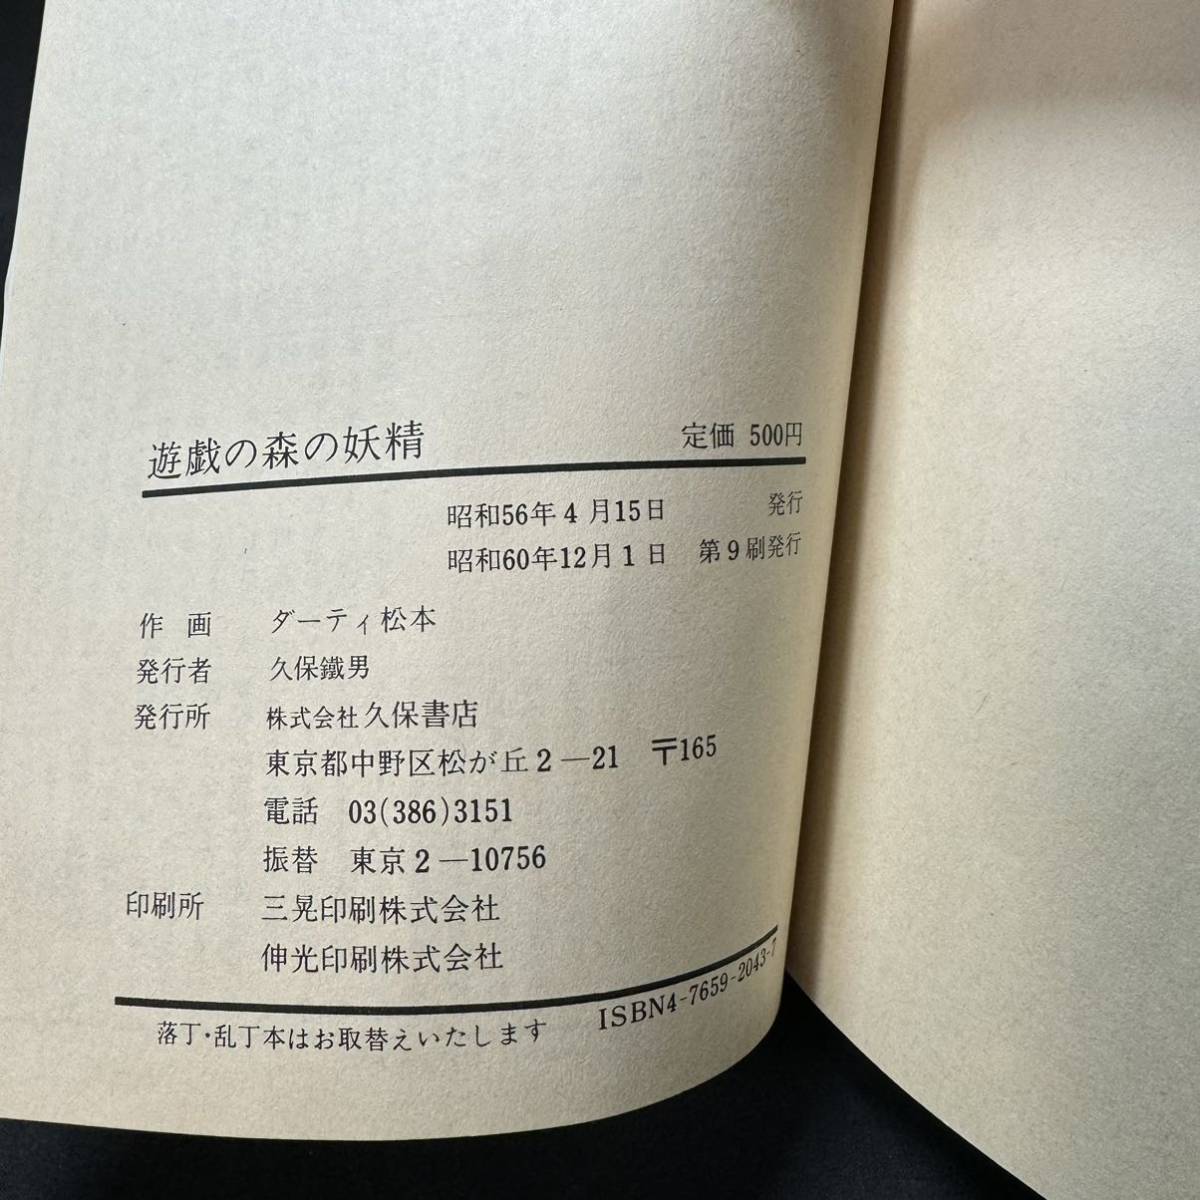 遊戯の森の妖精 定価 500円
昭和56年4月15日 発行
昭和60年12月1日 第9刷発行
作画 ダーティ松本
発行者 久保鐵男
発行所 株式会社久保書店
東京都中野区松が丘2―21 〒165
電話 03(386)3151
振替 東京2―10756
印刷所 三晃印刷株式会社
伸光印刷株式会社
落丁・乱丁本はお取替えいたします ISBN4-7659-2043-7